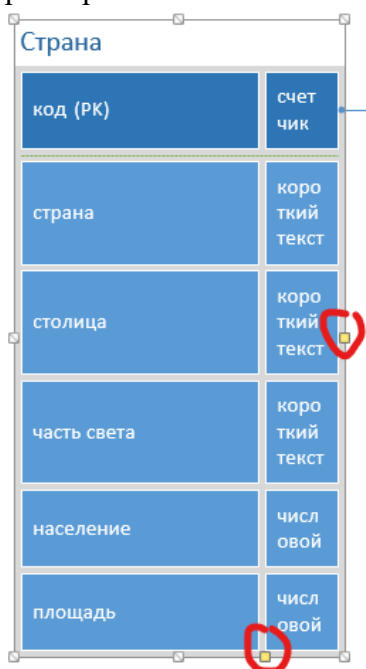 Страна
код (PK)
счет
чик
страна
коро
ткий
текст
столица
коро
ткий
текст
часть света
коро
ткий
текст
население
числ
овой
площадь
числ
овой